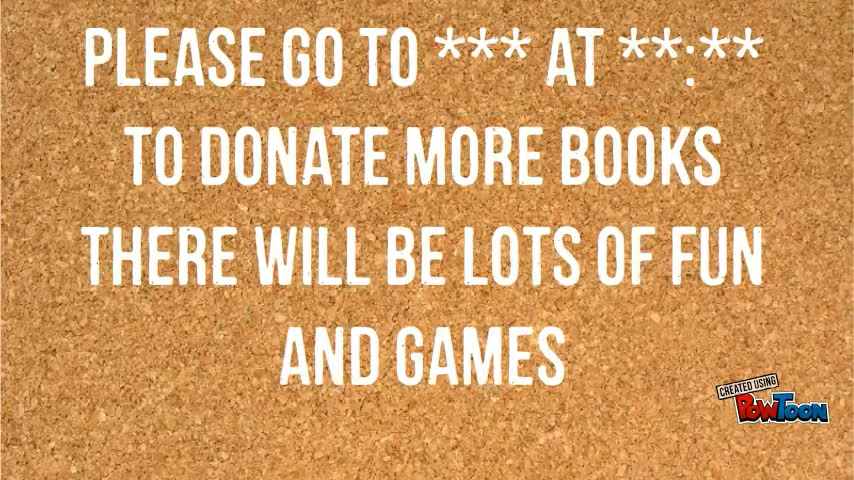 PLEASE GO TO *** AT **:**
TO DONATE MORE BOOKS
THERE WILL BE LOTS OF FUN
AND GAMES
CREATED USING
POWTOON